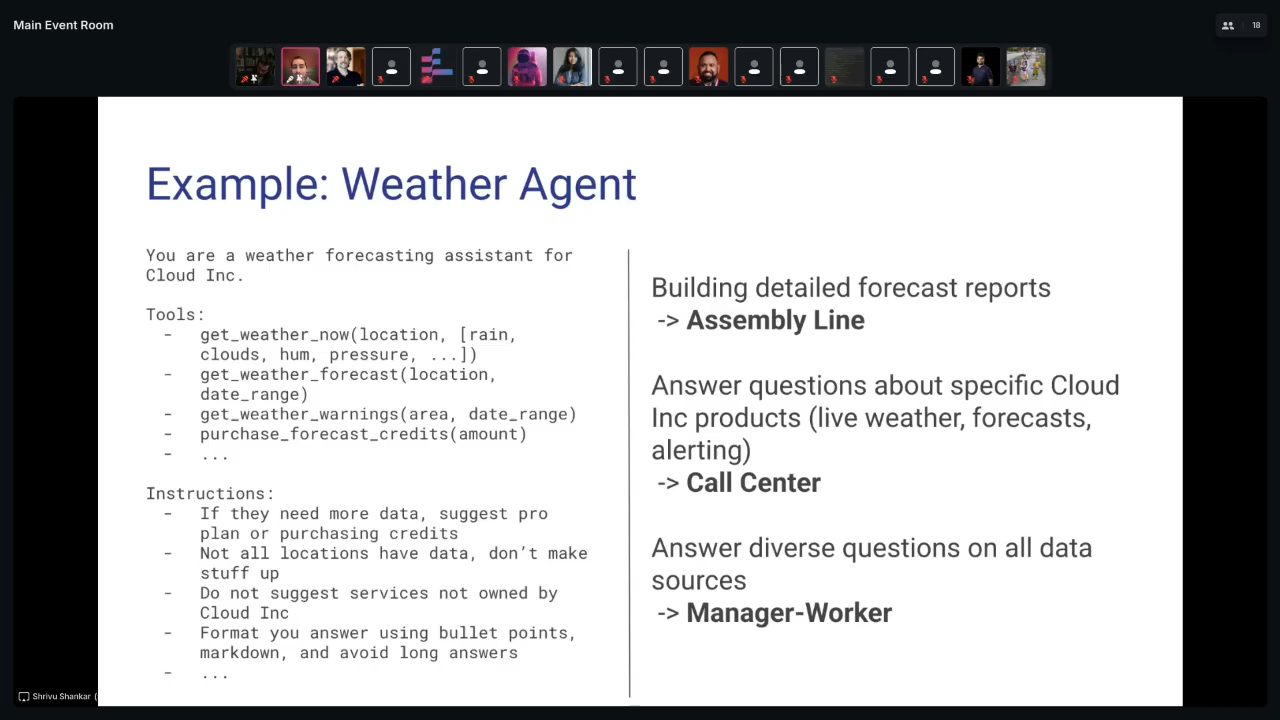 Main Event Room
18
Example: Weather Agent
You are a weather forecasting assistant for
Cloud Inc.
Tools:
- get_weather_now(location, [rain,
clouds, hum, pressure, ...])
- get_weather_forecast(location,
date_range)
- get_weather_warnings(area, date_range)
- purchase_forecast_credits(amount)
- ...
Instructions:
- If they need more data, suggest pro
plan or purchasing credits
- Not all locations have data, don't make
stuff up
- Do not suggest services not owned by
Cloud Inc
- Format you answer using bullet points,
markdown, and avoid long answers
- ...
Building detailed forecast reports
-> Assembly Line
Answer questions about specific Cloud
Inc products (live weather, forecasts,
alerting)
-> Call Center
Answer diverse questions on all data
sources
-> Manager-Worker
Shrivu Shankar (